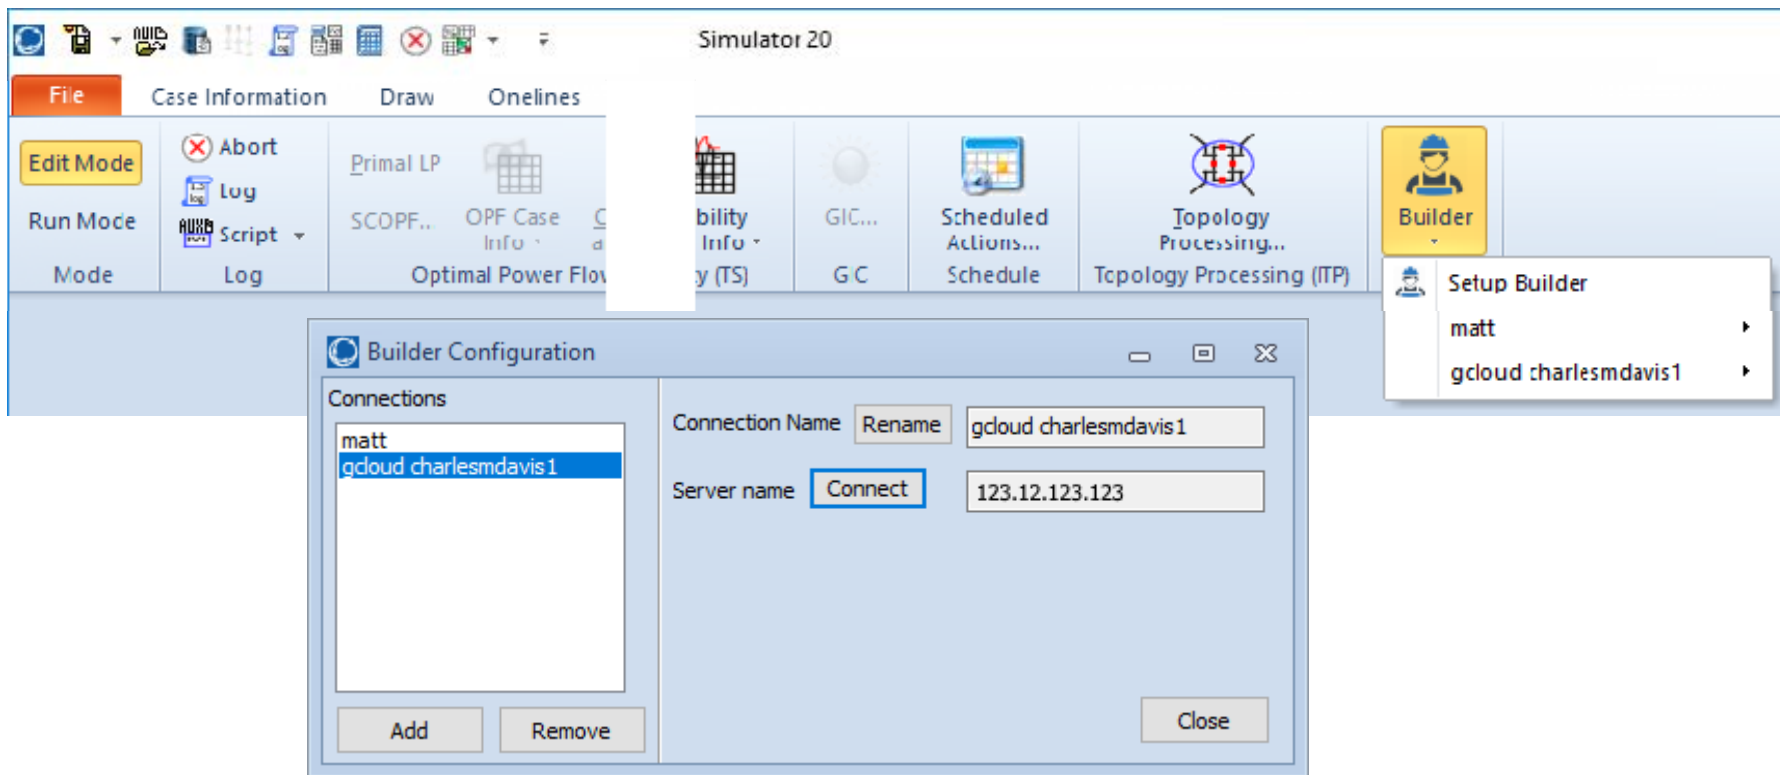 Simulator 20
File Case Information Draw Onelines
Edit Mode
Run Mode
Mode
Abort
Log
Script
Log
Primal LP
SCOPF...
OPF Case
Info
Optimal Power Flow
bility
Info
y (TS)
GIC...
GIC
Scheduled
Actions...
Schedule
Topology
Processing...
Topology Processing (ITP)
Builder
Setup Builder
matt
gcloud charlesmdavis1
Builder Configuration
Connections
matt
gcloud charlesmdavis1
Add Remove
Connection Name Rename gcloud charlesmdavis1
Server name Connect 123.12.123.123
Close